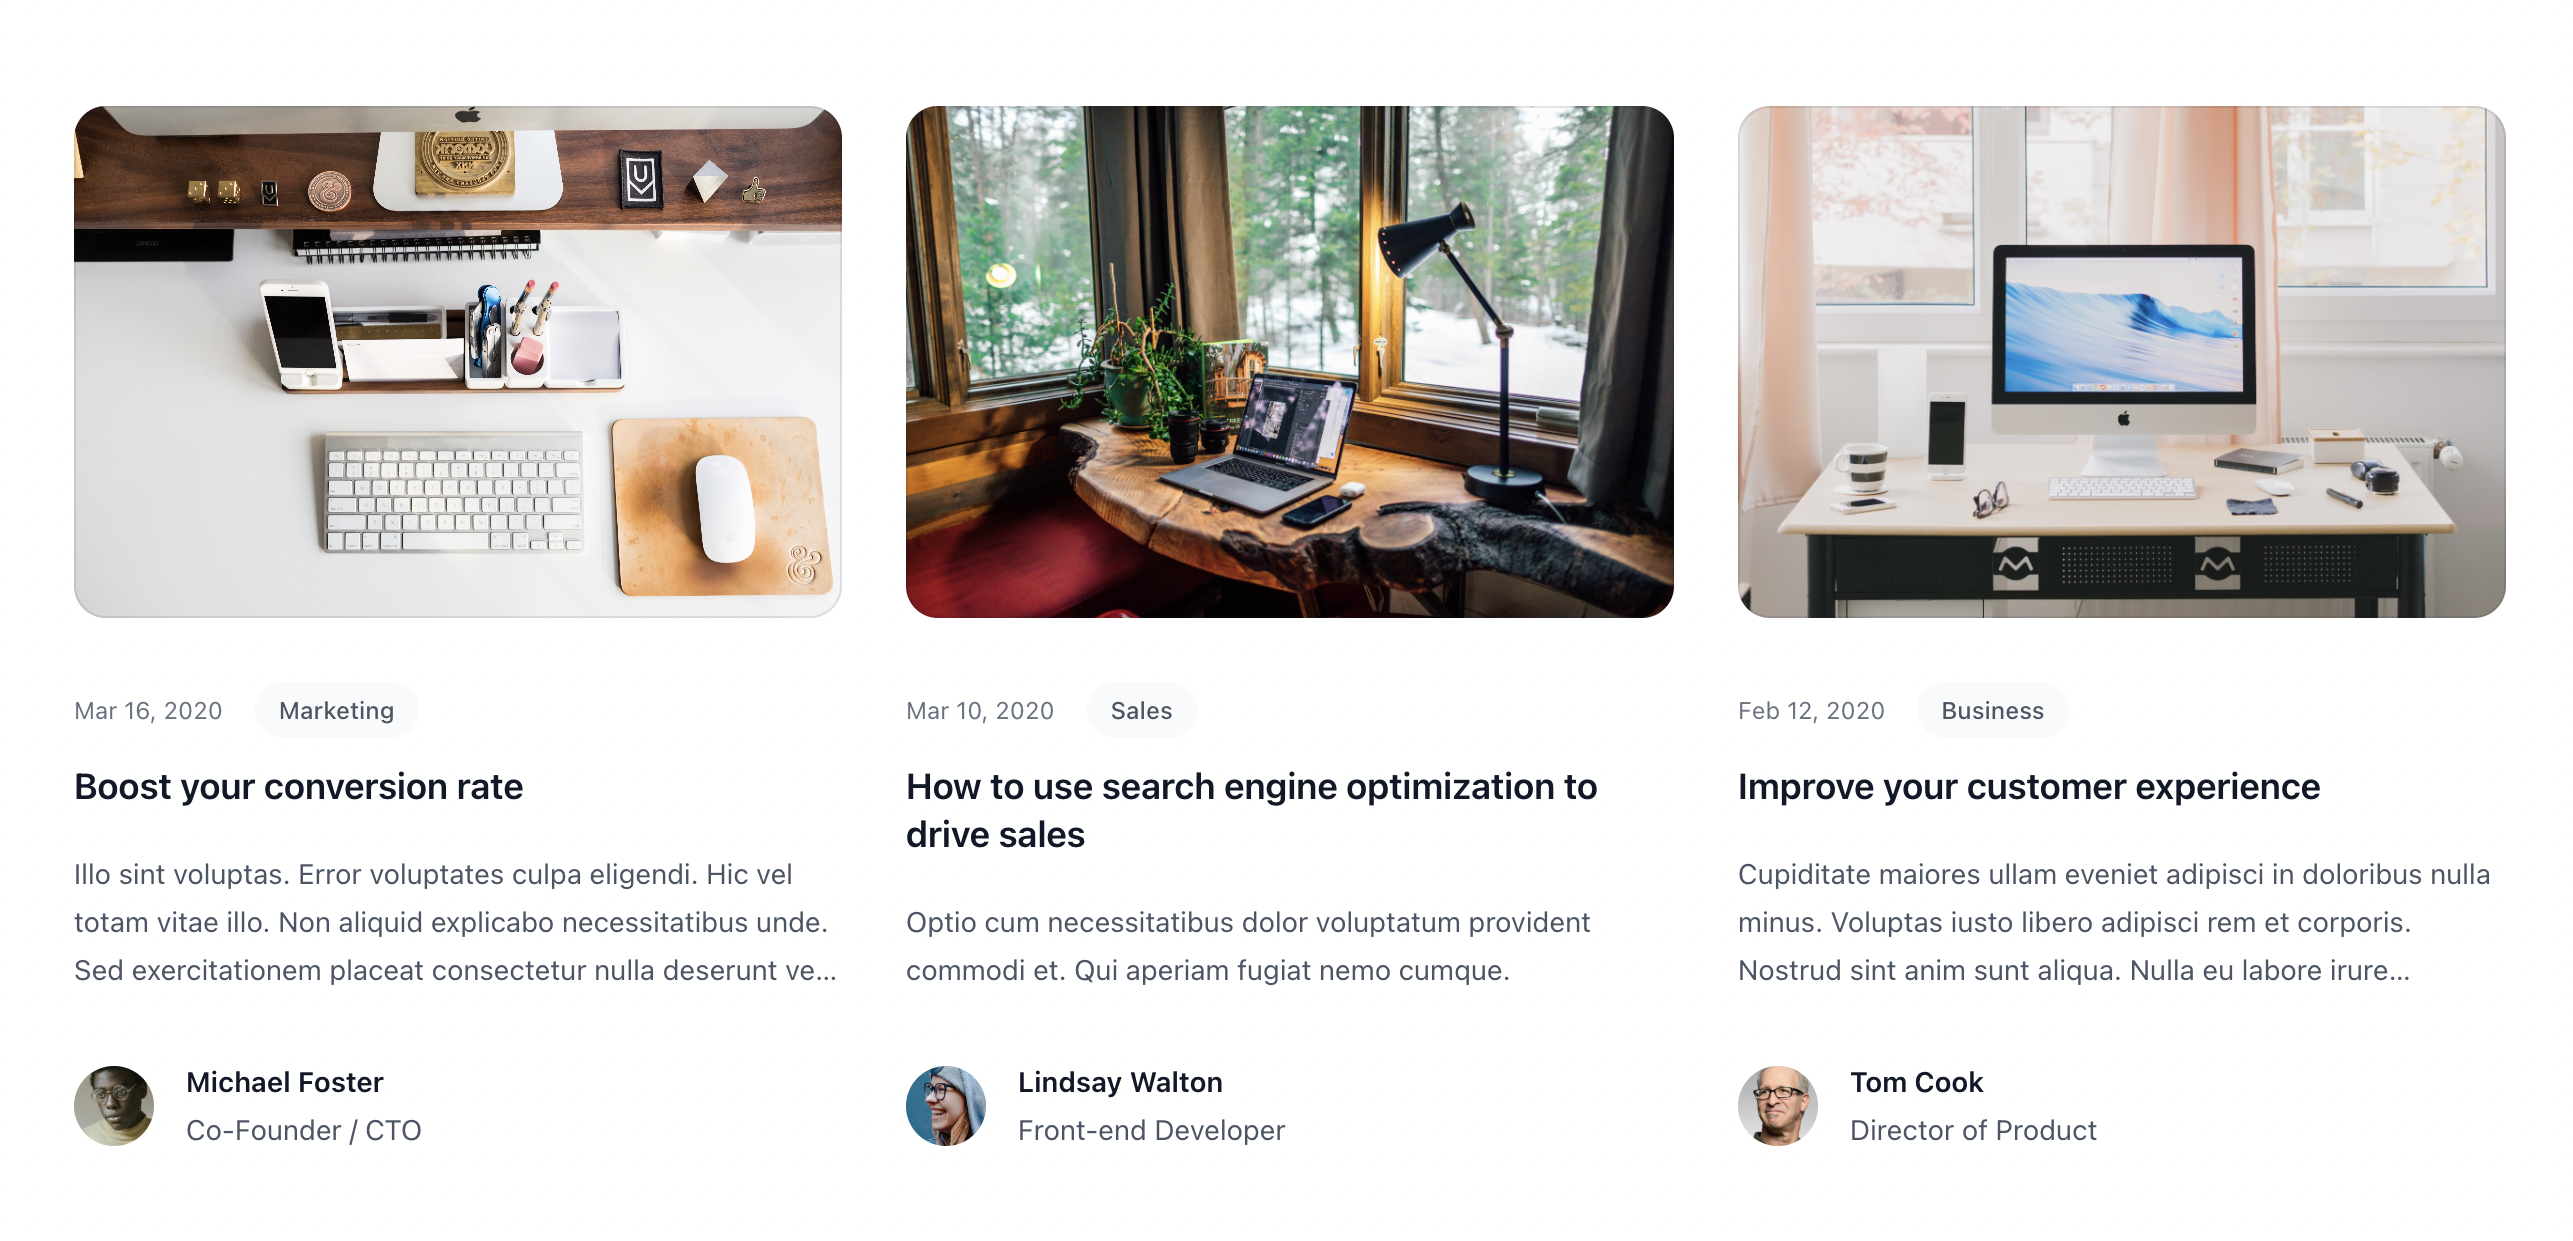 Mar 16, 2020 Marketing
Boost your conversion rate
Illo sint voluptas. Error voluptates culpa eligendi. Hic vel
totam vitae illo. Non aliquid explicabo necessitatibus unde.
Sed exercitationem placeat consectetur nulla deserunt ve...
Michael Foster
Co-Founder / CTO
Mar 10, 2020 Sales
How to use search engine optimization to
drive sales
Optio cum necessitatibus dolor voluptatum provident
commodi et. Qui aperiam fugiat nemo cumque.
Lindsay Walton
Front-end Developer
Feb 12, 2020 Business
Improve your customer experience
Cupiditate maiores ullam eveniet adipisci in doloribus nulla
minus. Voluptas iusto libero adipisci rem et corporis.
Nostrud sint anim sunt aliqua. Nulla eu labore irure...
Tom Cook
Director of Product